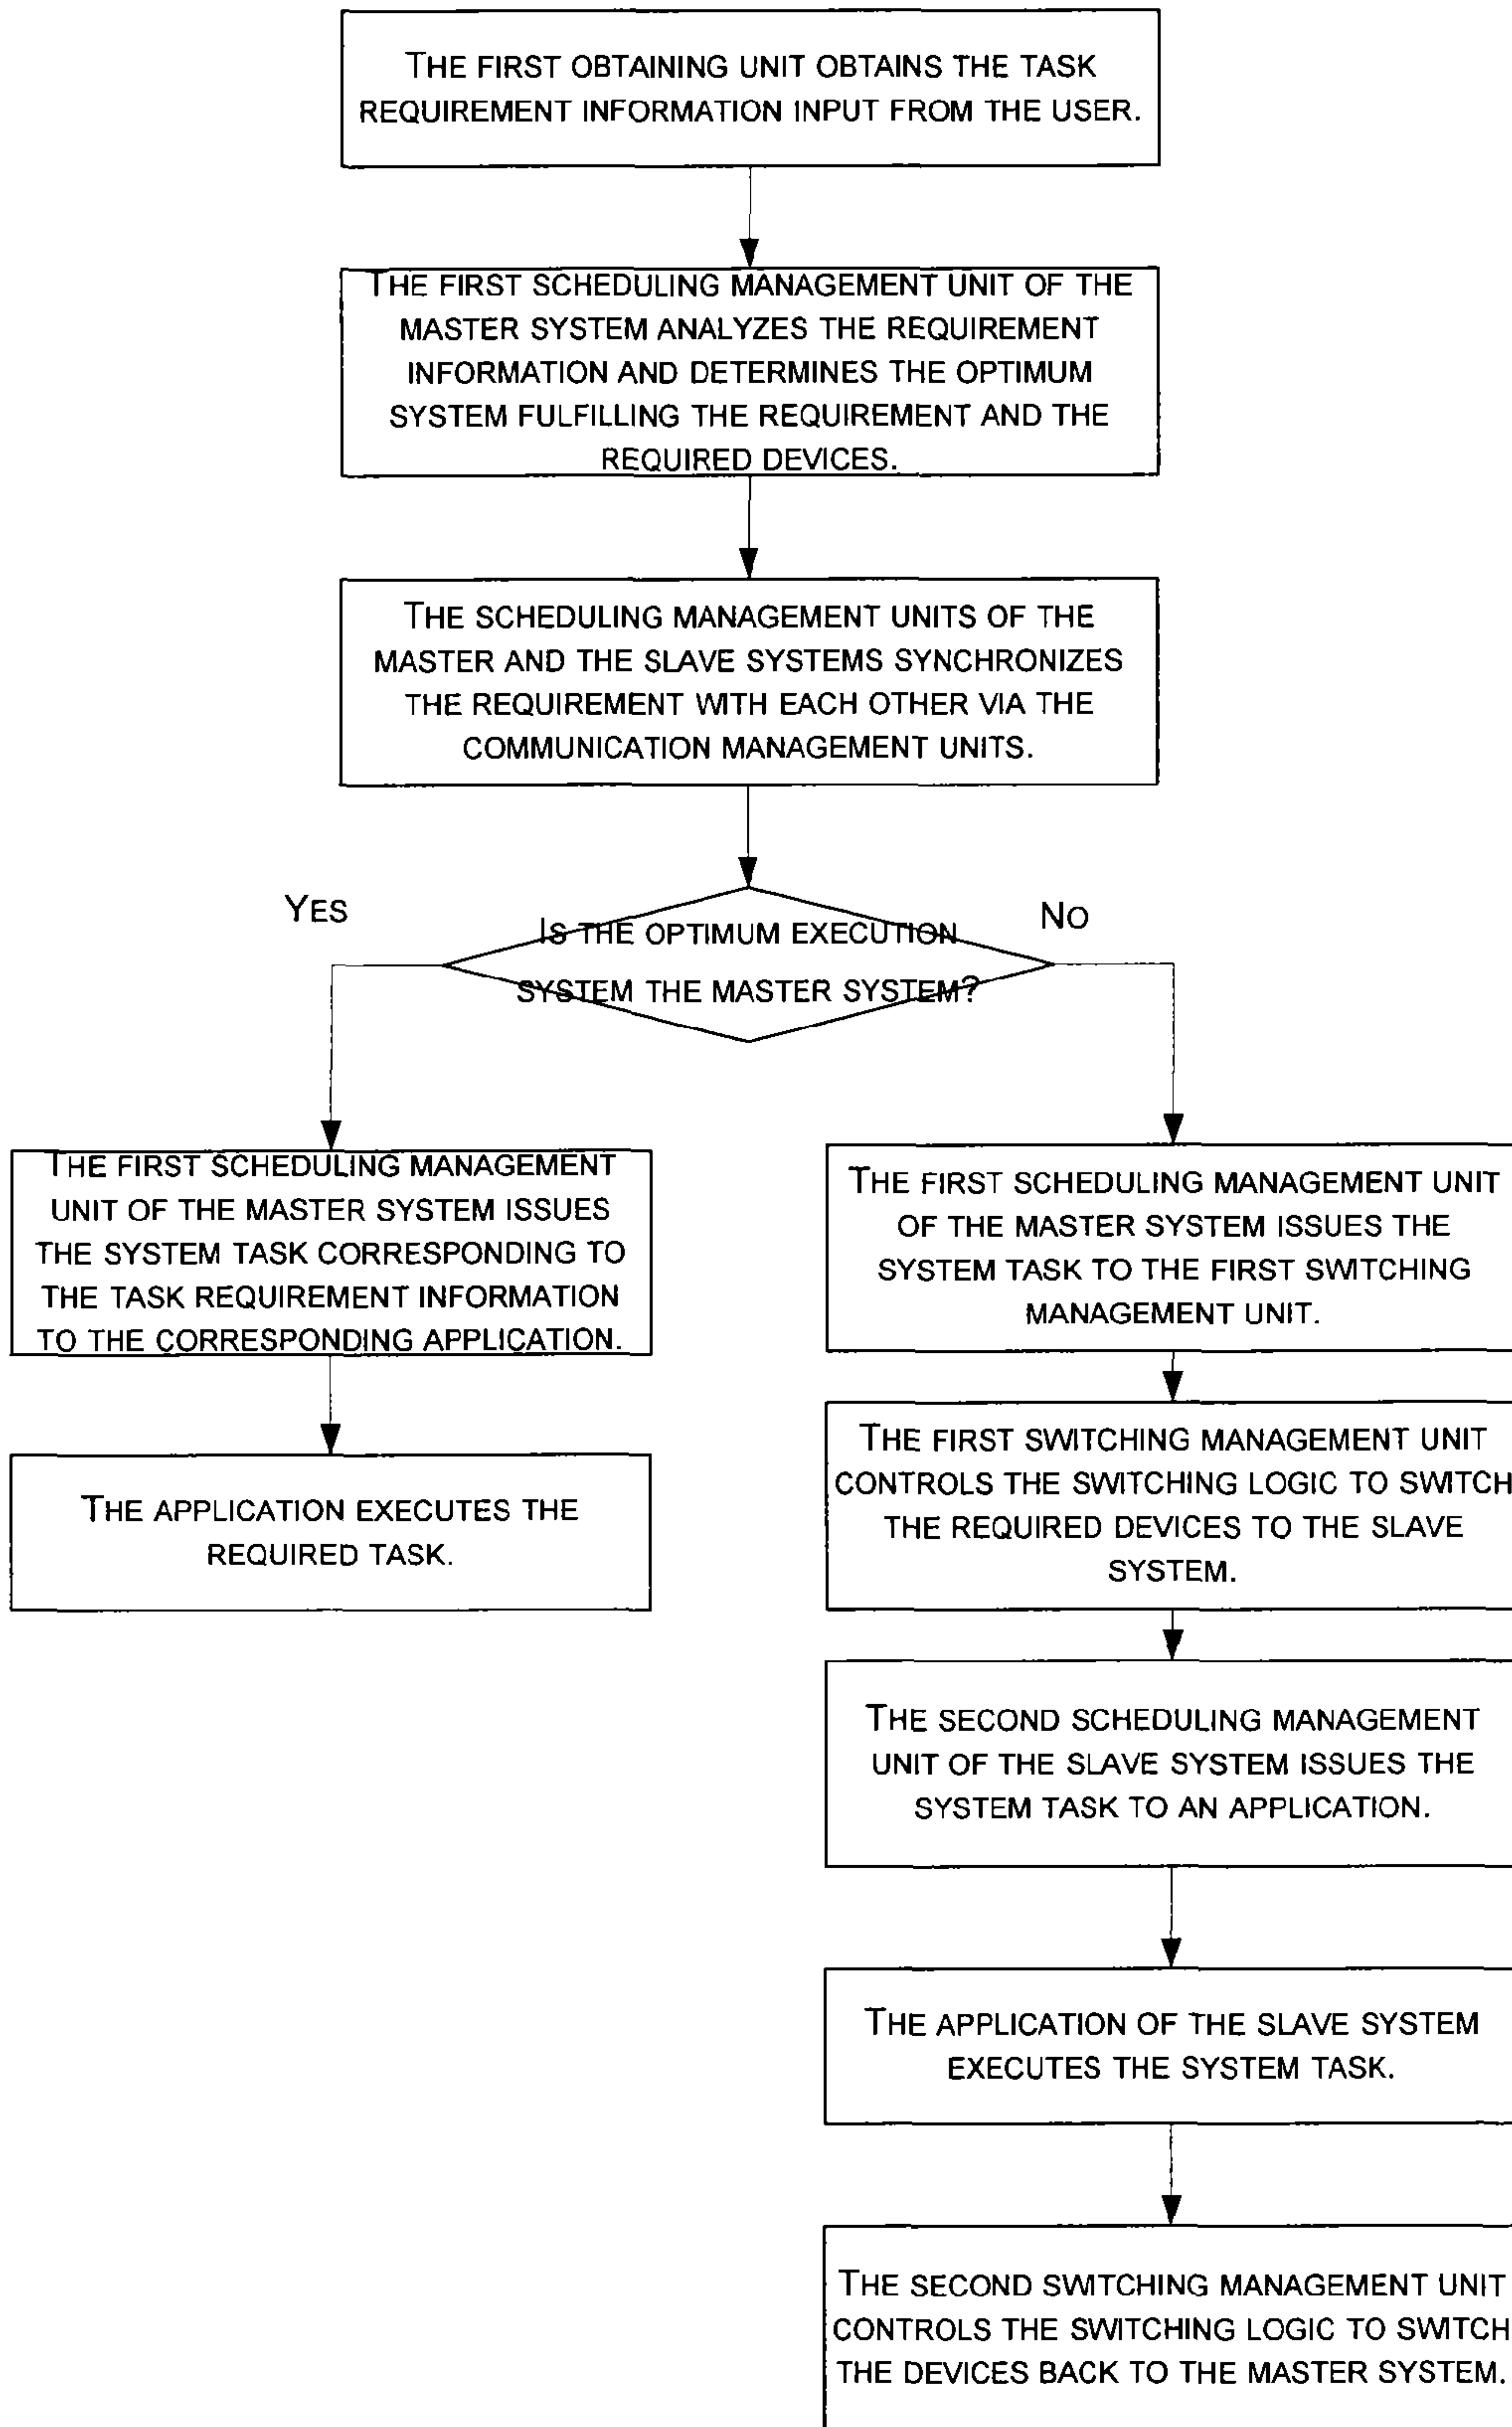 THE FIRST OBTAINING UNIT OBTAINS THE TASK
REQUIREMENT INFORMATION INPUT FROM THE USER.
THE FIRST SCHEDULING MANAGEMENT UNIT OF THE
MASTER SYSTEM ANALYZES THE REQUIREMENT
INFORMATION AND DETERMINES THE OPTIMUM
SYSTEM FULFILLING THE REQUIREMENT AND THE
REQUIRED DEVICES.
THE SCHEDULING MANAGEMENT UNITS OF THE
MASTER AND THE SLAVE SYSTEMS SYNCHRONIZES
THE REQUIREMENT WITH EACH OTHER VIA THE
COMMUNICATION MANAGEMENT UNITS.
YES
IS THE OPTIMUM EXECUTION
SYSTEM THE MASTER SYSTEM?
NO
THE FIRST SCHEDULING MANAGEMENT
UNIT OF THE MASTER SYSTEM ISSUES
THE SYSTEM TASK CORRESPONDING TO
THE TASK REQUIREMENT INFORMATION
TO THE CORRESPONDING APPLICATION.
THE APPLICATION EXECUTES THE
REQUIRED TASK.
THE FIRST SCHEDULING MANAGEMENT UNIT
OF THE MASTER SYSTEM ISSUES THE
SYSTEM TASK TO THE FIRST SWITCHING
MANAGEMENT UNIT.
THE FIRST SWITCHING MANAGEMENT UNIT
CONTROLS THE SWITCHING LOGIC TO SWITCH
THE REQUIRED DEVICES TO THE SLAVE
SYSTEM.
THE SECOND SCHEDULING MANAGEMENT
UNIT OF THE SLAVE SYSTEM ISSUES THE
SYSTEM TASK TO AN APPLICATION.
THE APPLICATION OF THE SLAVE SYSTEM
EXECUTES THE SYSTEM TASK.
THE SECOND SWITCHING MANAGEMENT UNIT
CONTROLS THE SWITCHING LOGIC TO SWITCH
THE DEVICES BACK TO THE MASTER SYSTEM.